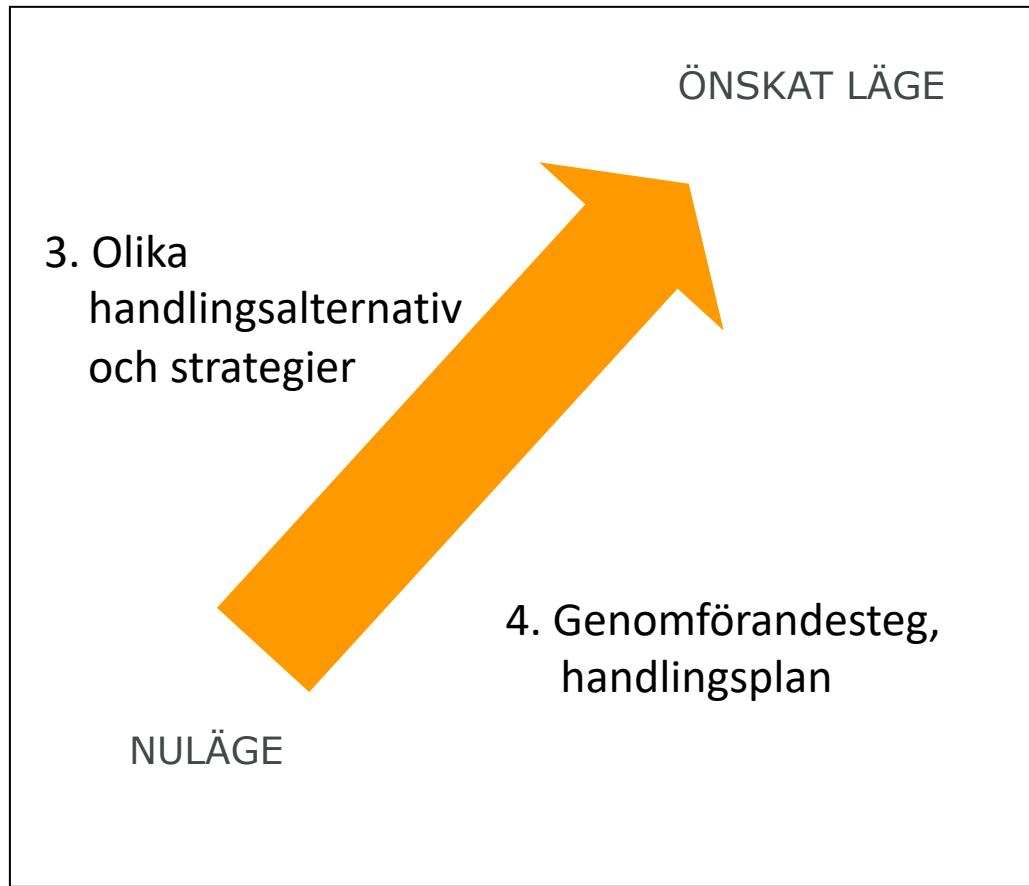 ÖNSKAT LÄGE
3. Olika
handlingsalternativ
och strategier
4. Genomförandesteg,
handlingsplan
NULÄGE